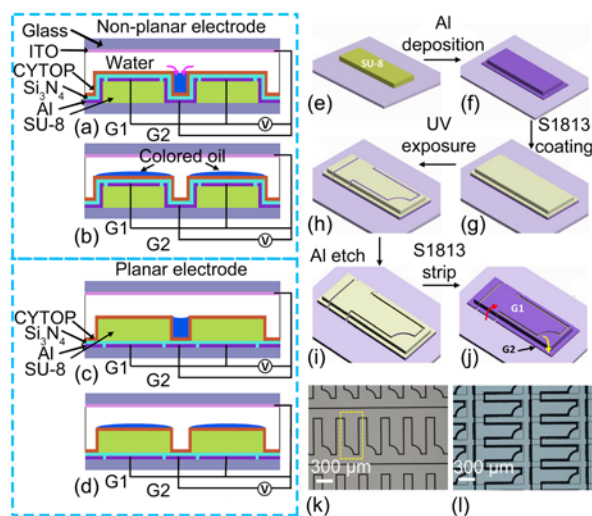 Non-planar electrode
Glass
ITO
CYTOP
Water
Si3N4
Al
SU-8
(a)
G1
G2
V
Colored oil
(b)
G1
G2
V
Planar electrode
CYTOP
Si3N4
Al
SU-8
(c)
G1
G2
V
(d)
G1
G2
V
Al
deposition
SU-8
(e)
(f)
UV
exposure
S1813
coating
(h)
(g)
Al etch
S1813
strip
G1
G2
(i)
(j)
300 μm
(k)
300 μm
(l)